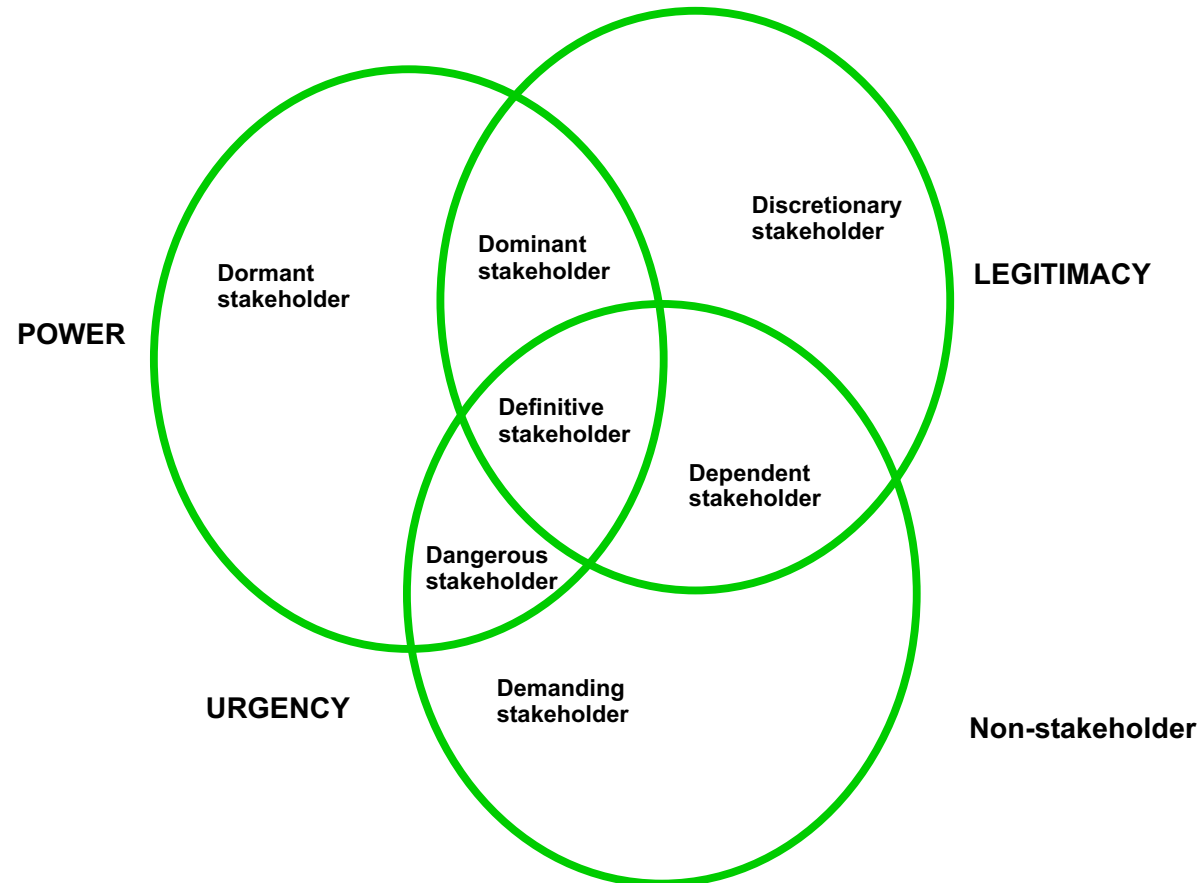 Discretionary
stakeholder
Dominant
stakeholder
Dormant
stakeholder
LEGITIMACY
POWER
Definitive
stakeholder
Dependent
stakeholder
Dangerous
stakeholder
Demanding
stakeholder
URGENCY
Non-stakeholder